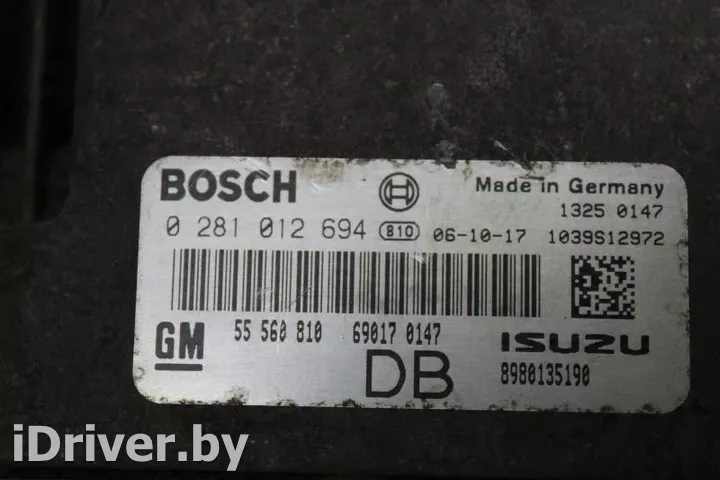 BOSCH Made in Germany
1325 0147
0 281 012 694 810 06-10-17 1039S12972
GM 55 560 810 69017 0147 ISUZU
DB 8980135190
iDriver.by